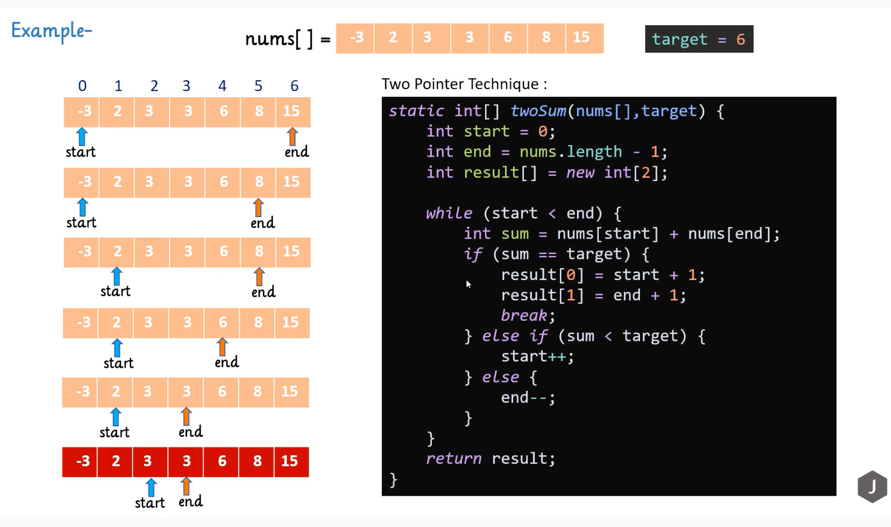 Example-
nums[ ] = -3 2 3 3 6 8 15
target = 6
0 1 2 3 4 5 6
-3 2 3 3 6 8 15
start end
-3 2 3 3 6 8 15
start end
-3 2 3 3 6 8 15
start end
-3 2 3 3 6 8 15
start end
-3 2 3 3 6 8 15
start end
-3 2 3 3 6 8 15
start end
Two Pointer Technique :
static int[] twoSum(nums[],target) {
int start = 0;
int end = nums.length - 1;
int result[] = new int[2];
while (start < end) {
int sum = nums[start] + nums[end];
if (sum == target) {
result[0] = start + 1;
result[1] = end + 1;
break;
} else if (sum < target) {
start++;
} else {
end--;
}
}
return result;
}
J